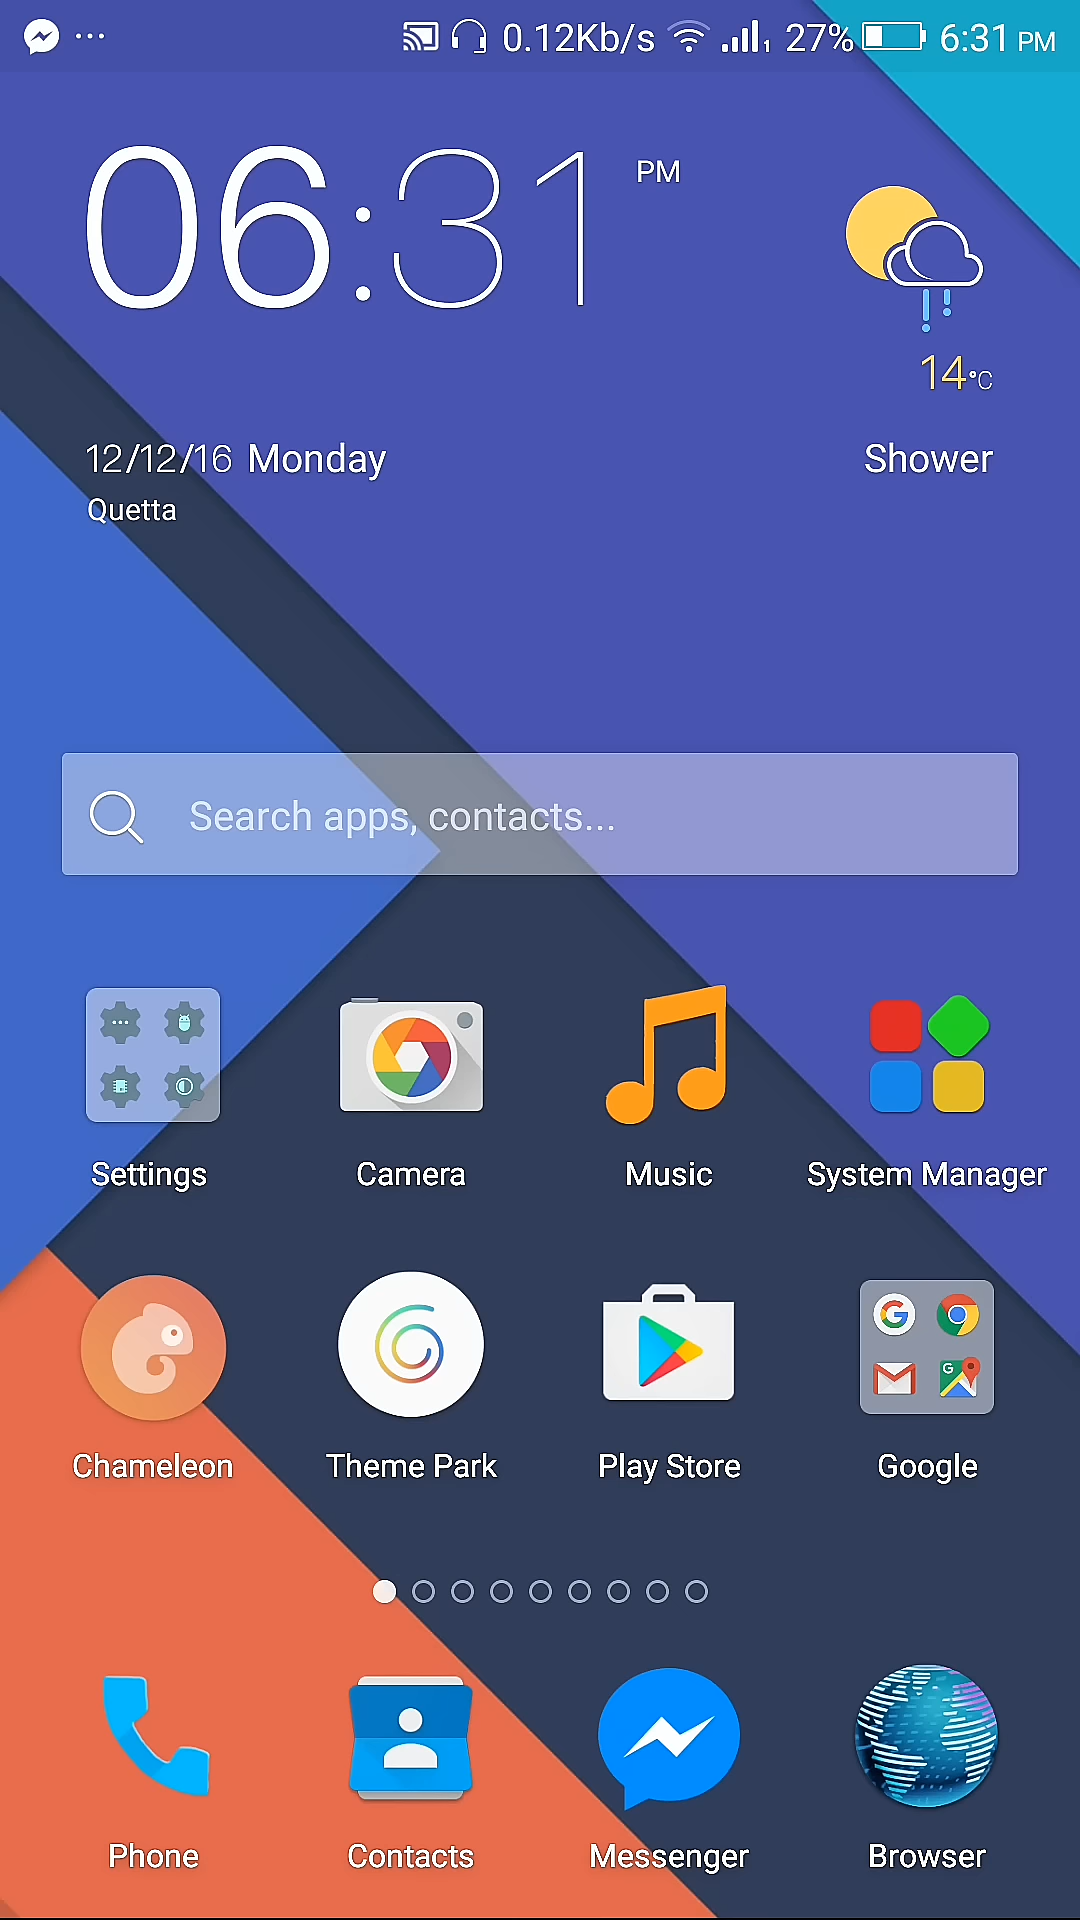 0.12Kb/s 1 27% 6:31 PM
06:31 PM
14°C
12/12/16 Monday Shower
Quetta
Search apps, contacts...
Settings Camera Music System Manager
Chameleon Theme Park Play Store Google
Phone Contacts Messenger Browser